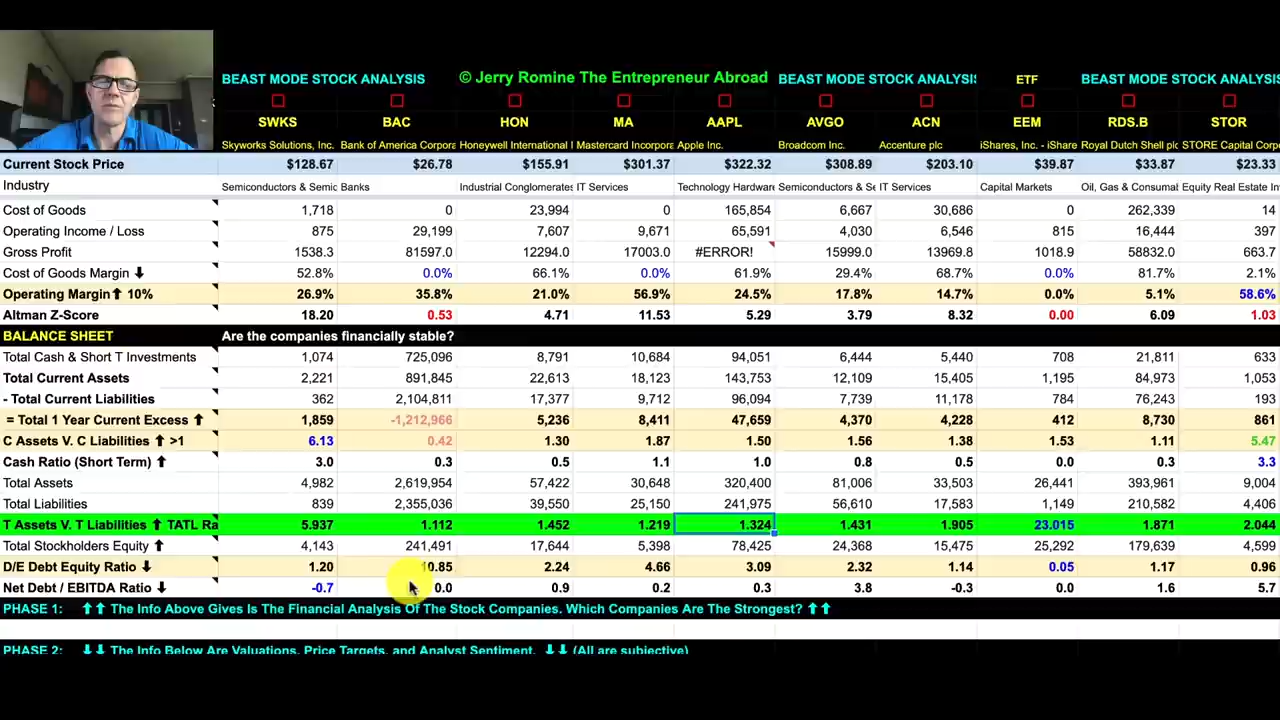 BEAST MODE STOCK ANALYSIS © Jerry Romine The Entrepreneur Abroad BEAST MODE STOCK ANALYSIS ETF BEAST MODE STOCK ANALYSIS
SWKS BAC HON MA AAPL AVGO ACN EEM RDS.B STOR
Skyworks Solutions, Inc. Bank of America Corpora Honeywell International I Mastercard Incorpora Apple Inc. Broadcom Inc. Accenture plc iShares, Inc. - iShare Royal Dutch Shell plc STORE Capital Corp
Current Stock Price $128.67 $26.78 $155.91 $301.37 $322.32 $308.89 $203.10 $39.87 $33.87 $23.33
Industry Semiconductors & Semic Banks Industrial Conglomerates IT Services Technology Hardwar Semiconductors & Se IT Services Capital Markets Oil, Gas & Consumal Equity Real Estate In
Cost of Goods 1,718 0 23,994 0 165,854 6,667 30,686 0 262,339 14
Operating Income / Loss 875 29,199 7,607 9,671 65,591 4,030 6,546 815 16,444 397
Gross Profit 1538.3 81597.0 12294.0 17003.0 #ERROR! 15999.0 13969.8 1018.9 58832.0 663.7
Cost of Goods Margin ⬇ 52.8% 0.0% 66.1% 0.0% 61.9% 29.4% 68.7% 0.0% 81.7% 2.1%
Operating Margin⬆ 10% 26.9% 35.8% 21.0% 56.9% 24.5% 17.8% 14.7% 0.0% 5.1% 58.6%
Altman Z-Score 18.20 0.53 4.71 11.53 5.29 3.79 8.32 0.00 6.09 1.03
BALANCE SHEET Are the companies financially stable?
Total Cash & Short T Investments 1,074 725,096 8,791 10,684 94,051 6,444 5,440 708 21,811 633
Total Current Assets 2,221 891,845 22,613 18,123 143,753 12,109 15,405 1,195 84,973 1,053
- Total Current Liabilities 362 2,104,811 17,377 9,712 96,094 7,739 11,178 784 76,243 193
= Total 1 Year Current Excess ⬆ 1,859 -1,212,966 5,236 8,411 47,659 4,370 4,228 412 8,730 861
C Assets V. C Liabilities ⬆ >1 6.13 0.42 1.30 1.87 1.50 1.56 1.38 1.53 1.11 5.47
Cash Ratio (Short Term) ⬆ 3.0 0.3 0.5 1.1 1.0 0.8 0.5 0.0 0.3 3.3
Total Assets 4,982 2,619,954 57,422 30,648 320,400 81,006 33,503 26,441 393,961 9,004
Total Liabilities 839 2,355,036 39,550 25,150 241,975 56,610 17,583 1,149 210,582 4,406
T Assets V. T Liabilities ⬆ TATL Ra 5.937 1.112 1.452 1.219 1.324 1.431 1.905 23.015 1.871 2.044
Total Stockholders Equity ⬆ 4,143 241,491 17,644 5,398 78,425 24,368 15,475 25,292 179,639 4,599
D/E Debt Equity Ratio ⬇ 1.20 10.85 2.24 4.66 3.09 2.32 1.14 0.05 1.17 0.96
Net Debt / EBITDA Ratio ⬇ -0.7 0.0 0.9 0.2 0.3 3.8 -0.3 0.0 1.6 5.7
PHASE 1: ⬆⬆ The Info Above Gives Is The Financial Analysis Of The Stock Companies. Which Companies Are The Strongest? ⬆⬆
PHASE 2: ⬇⬇ The Info Below Are Valuations, Price Targets, and Analyst Sentiment. ⬇⬇ (All are subjective)